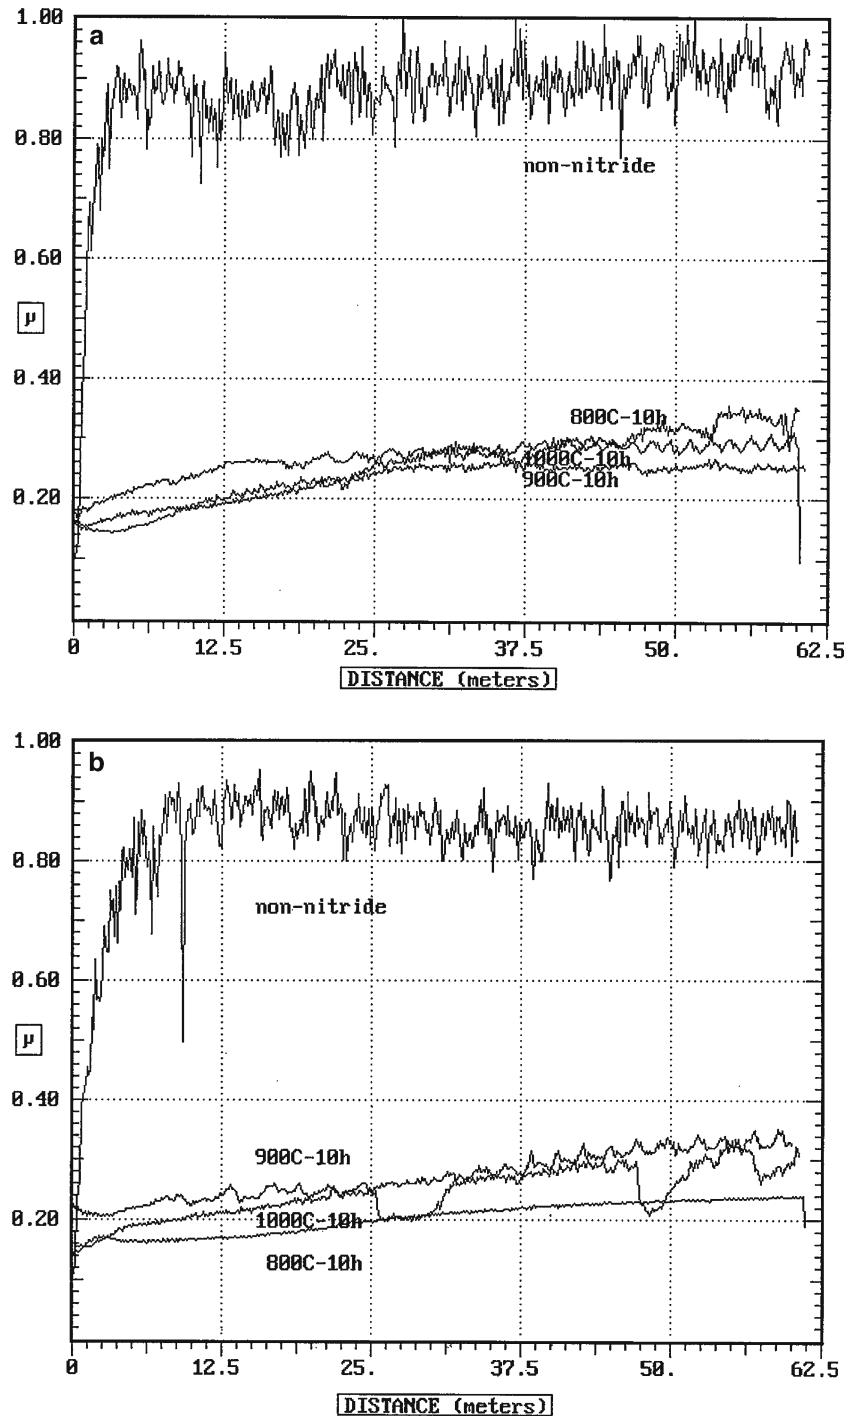 1.00
a
0.80
non-nitride
0.60
µ
0.40
800C-10h
1000C-10h
900C-10h
0.20
0 12.5 25. 37.5 50. 62.5
DISTANCE (meters)
1.00
b
0.80
non-nitride
0.60
µ
0.40
900C-10h
0.20
1000C-10h
800C-10h
0 12.5 25. 37.5 50. 62.5
DISTANCE (meters)